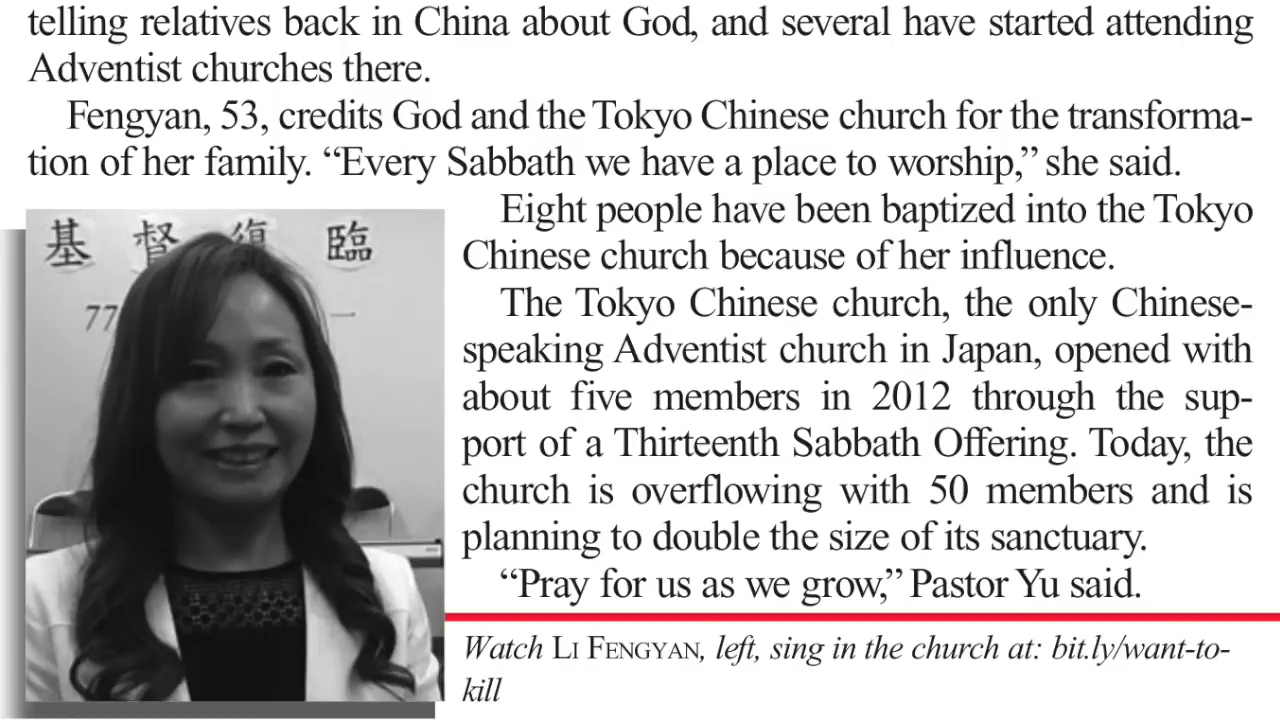 telling relatives back in China about God, and several have started attending
Adventist churches there.
Fengyan, 53, credits God and the Tokyo Chinese church for the transforma-
tion of her family. “Every Sabbath we have a place to worship,” she said.
Eight people have been baptized into the Tokyo
Chinese church because of her influence.
The Tokyo Chinese church, the only Chinese-
speaking Adventist church in Japan, opened with
about five members in 2012 through the sup-
port of a Thirteenth Sabbath Offering. Today, the
church is overflowing with 50 members and is
planning to double the size of its sanctuary.
“Pray for us as we grow,” Pastor Yu said.
Watch LI FENGYAN, left, sing in the church at: bit.ly/want-to-
kill
基督復臨
77 一